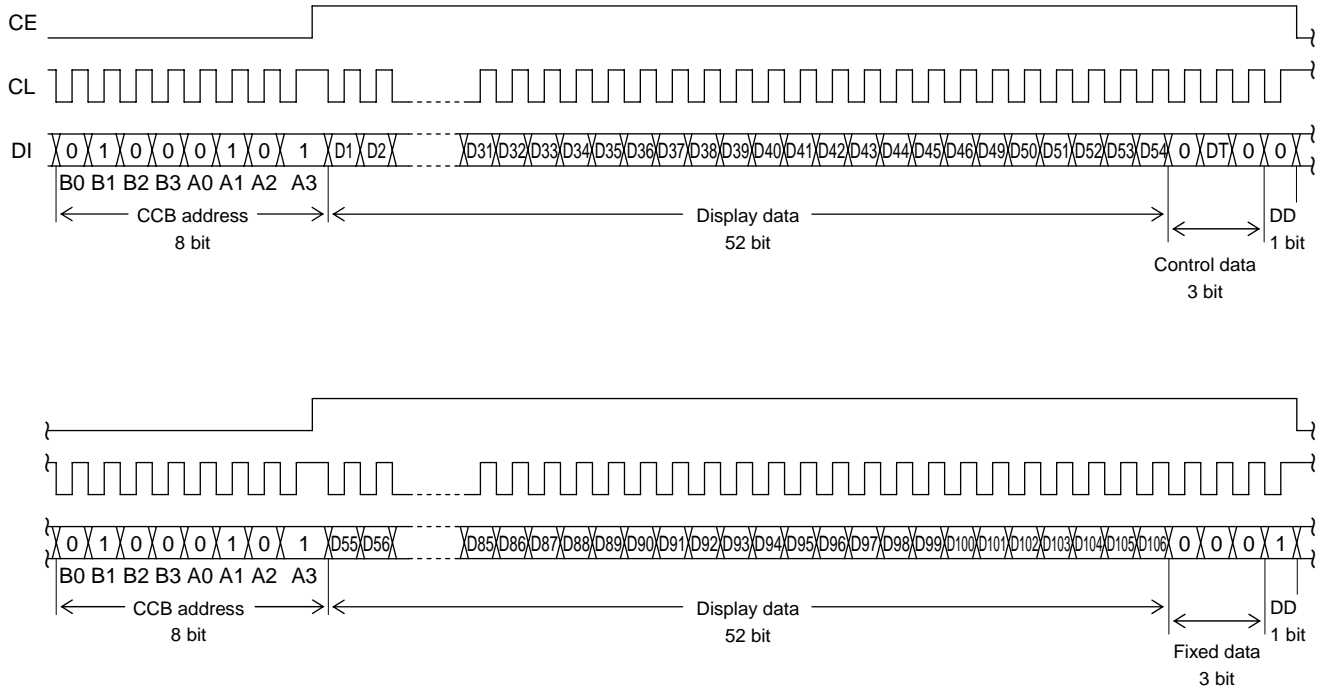 CE
CL
DI 0 1 0 0 0 1 0 1 D1 D2 D31 D32 D33 D34 D35 D36 D37 D38 D39 D40 D41 D42 D43 D44 D45 D46 D49 D50 D51 D52 D53 D54 0 DT 0 0
B0 B1 B2 B3 A0 A1 A2 A3
CCB address Display data DD
8 bit 52 bit 1 bit
Control data
3 bit
0 1 0 0 0 1 0 1 D55 D56 D85 D86 D87 D88 D89 D90 D91 D92 D93 D94 D95 D96 D97 D98 D99 D100 D101 D102 D103 D104 D105 D106 0 0 0 1
B0 B1 B2 B3 A0 A1 A2 A3
CCB address Display data DD
8 bit 52 bit 1 bit
Fixed data
3 bit